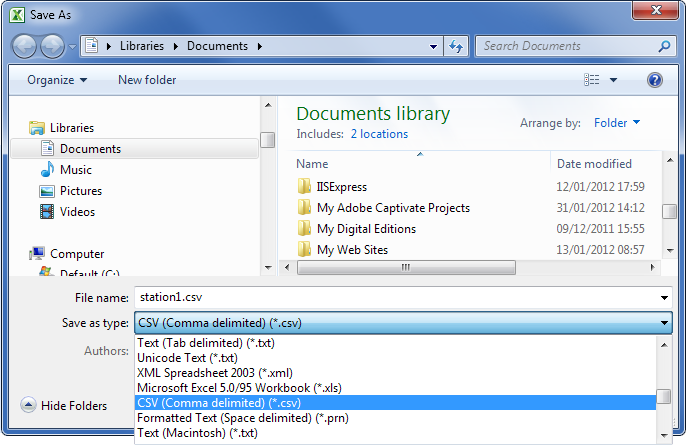 Save As
Libraries Documents
Search Documents
Organize New folder
Libraries
Documents
Music
Pictures
Videos
Computer
Default (C:)
Documents library
Includes: 2 locations
Arrange by: Folder
Name Date modified
IISExpress 12/01/2012 17:59
My Adobe Captivate Projects 31/01/2012 14:12
My Digital Editions 09/12/2011 15:55
My Web Sites 13/01/2012 08:57
File name: station1.csv
Save as type: CSV (Comma delimited) (*.csv)
Authors:
Text (Tab delimited) (*.txt)
Unicode Text (*.txt)
XML Spreadsheet 2003 (*.xml)
Microsoft Excel 5.0/95 Workbook (*.xls)
CSV (Comma delimited) (*.csv)
Formatted Text (Space delimited) (*.prn)
Text (Macintosh) (*.txt)
Hide Folders